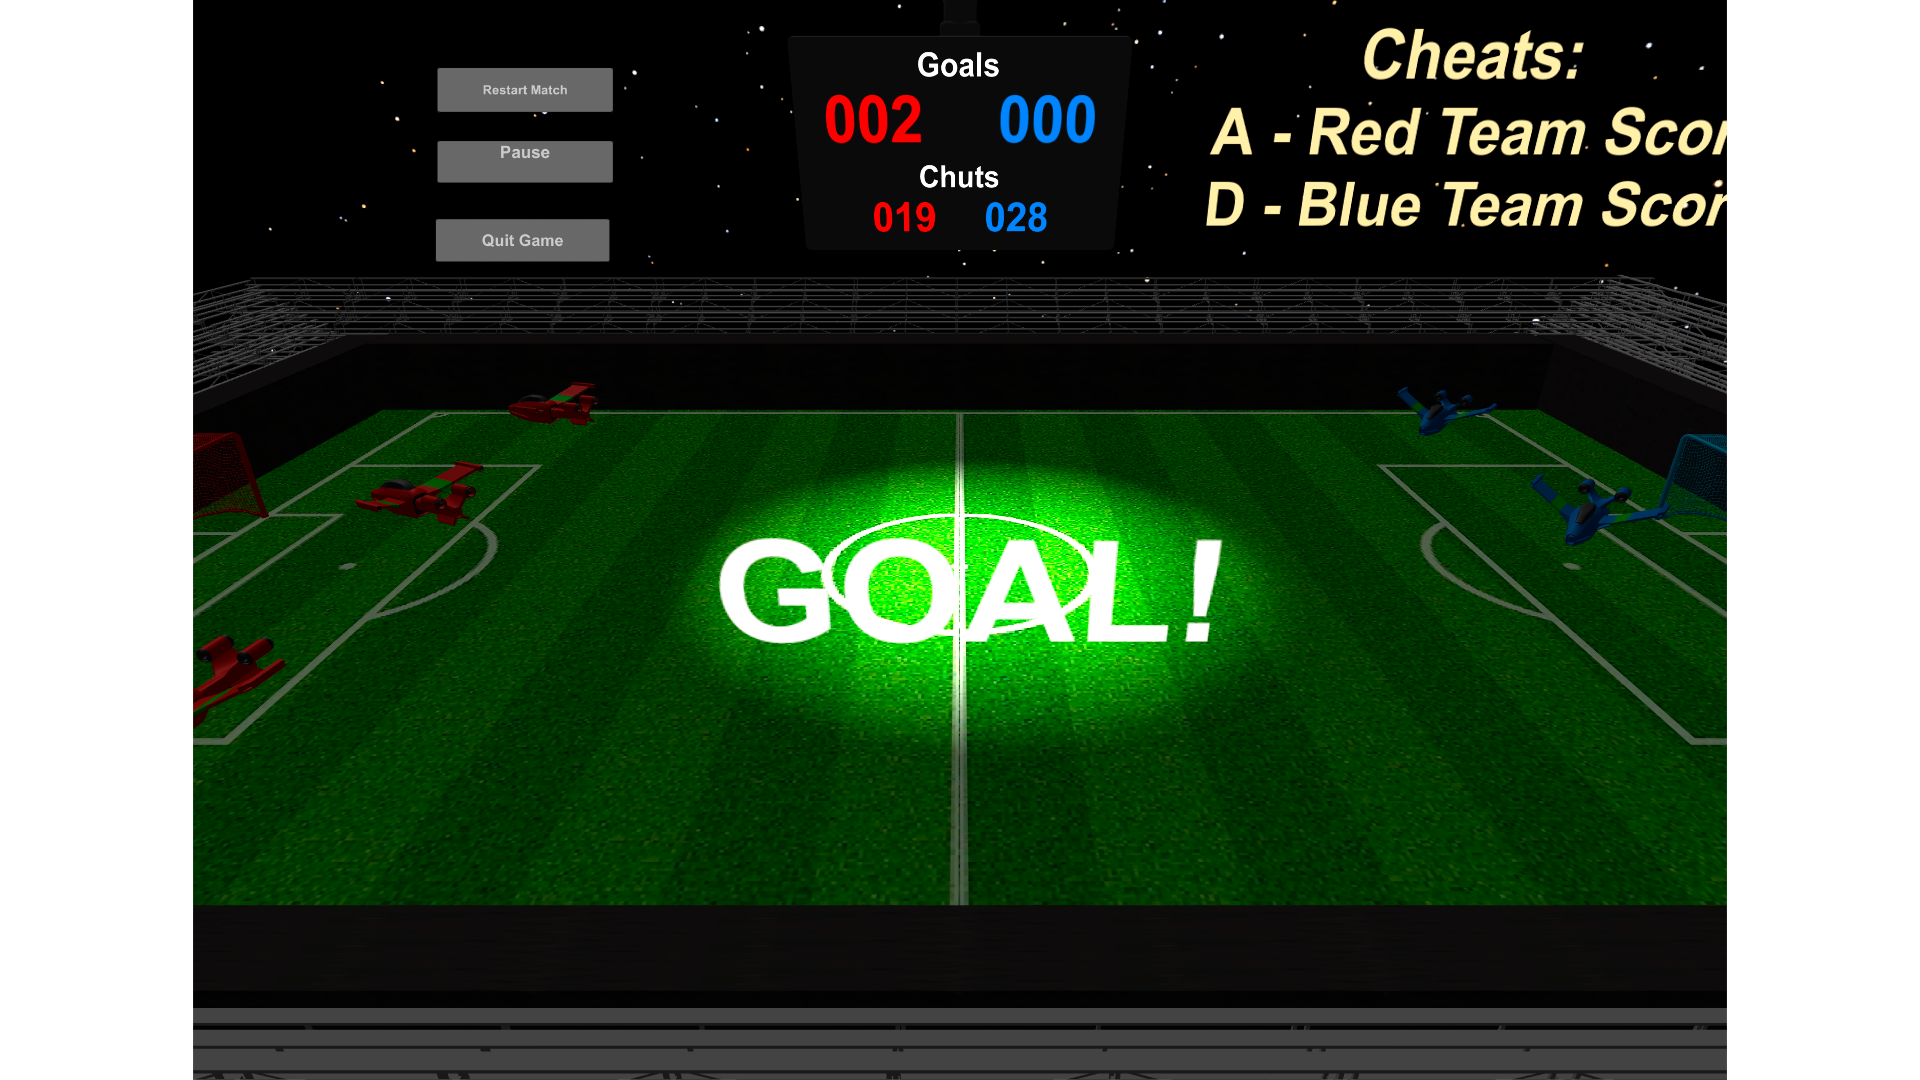 Restart Match
Pause
Quit Game
Goals
002 000
Chuts
019 028
Cheats:
A - Red Team Scor
D - Blue Team Scor
GOAL!